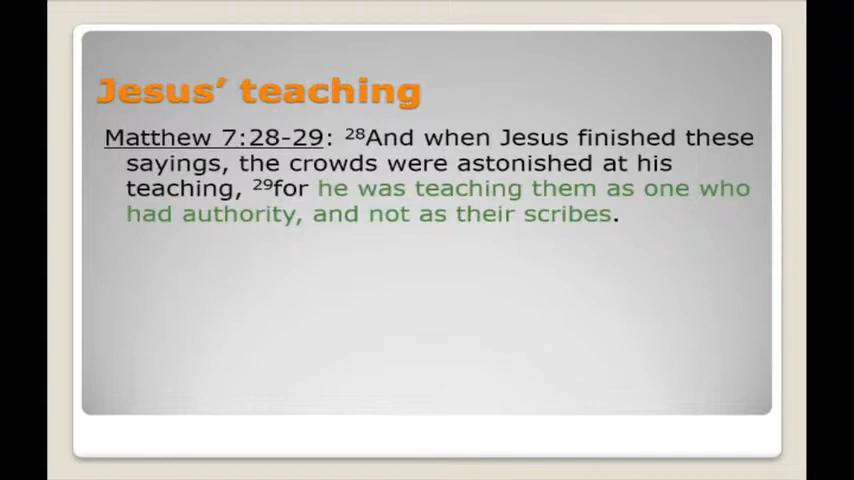 Jesus’ teaching
Matthew 7:28-29: ²⁸And when Jesus finished these
sayings, the crowds were astonished at his
teaching, ²⁹for he was teaching them as one who
had authority, and not as their scribes.